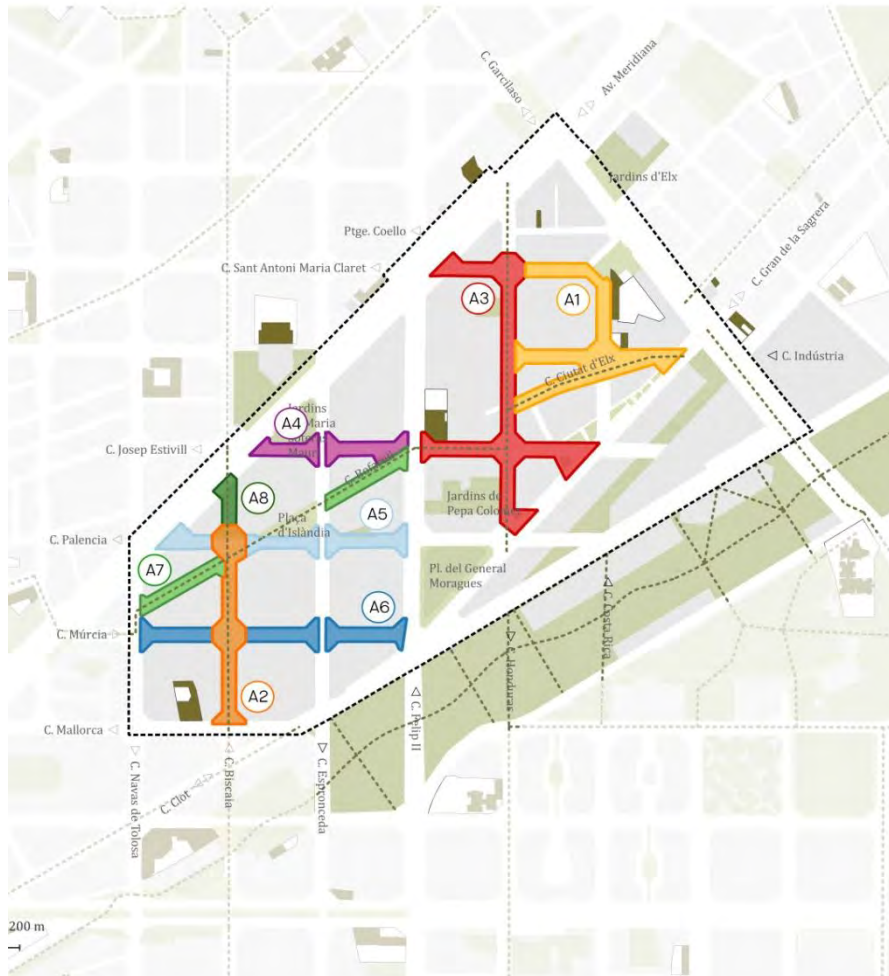 C. Garcilaso
Av. Meridiana
Jardins d'Elx
Ptge. Coello
C. Gran de la Sagrera
C. Sant Antoni Maria Claret
A3
A1
C. Indústria
C. Ciutat d'Elx
Jardins
Maria
A4
C. Josep Estivill
A8
Jardins de
Pepa Colomer
Plaça
d'Islàndia
A5
C. Palencia
A7
Pl. del General
Moragues
A6
C. Múrcia
C. Costa Rica
C. Honduras
A2
C. Mallorca
C. Felip II
C. Navas de Tolosa
C. Clot
C. Biscaia
C. Espronceda
200 m